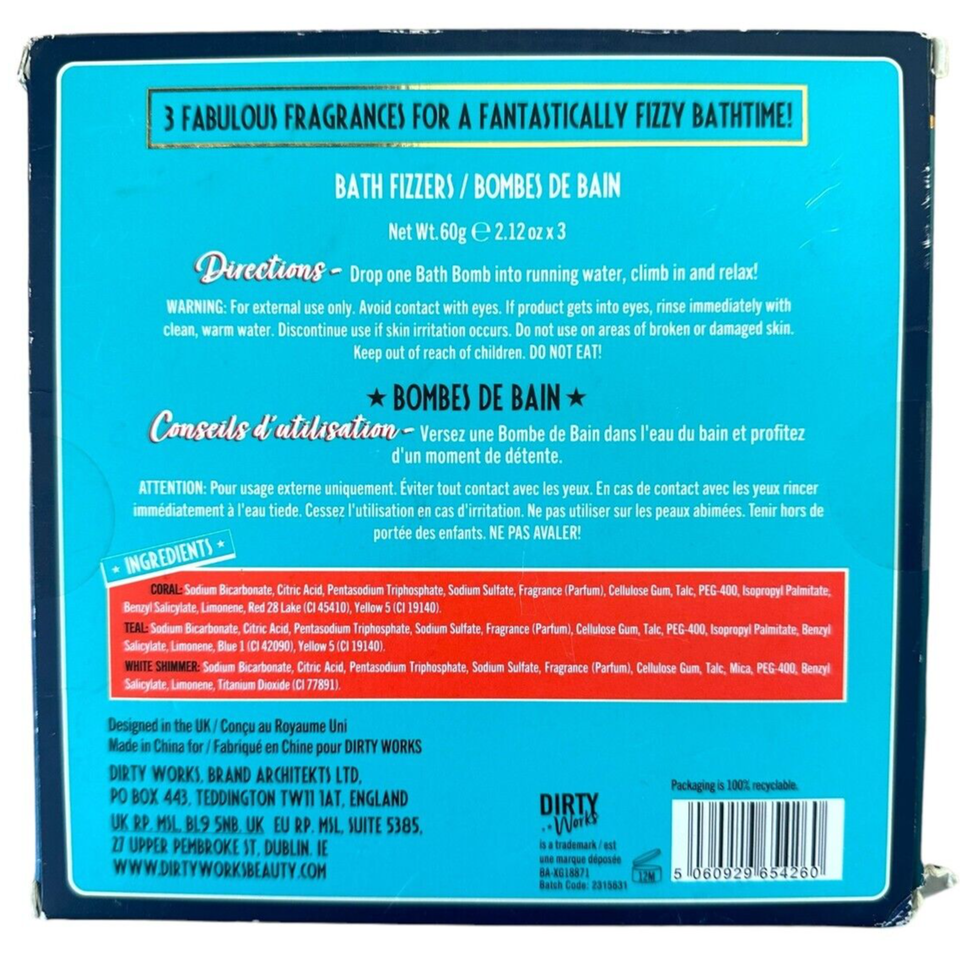 3 FABULOUS FRAGRANCES FOR A FANTASTICALLY FIZZY BATHTIME!
BATH FIZZERS / BOMBES DE BAIN
Net Wt. 60g ℮ 2.12 oz x 3
Directions - Drop one Bath Bomb into running water, climb in and relax!
WARNING: For external use only. Avoid contact with eyes. If product gets into eyes, rinse immediately with
clean, warm water. Discontinue use if skin irritation occurs. Do not use on areas of broken or damaged skin.
Keep out of reach of children. DO NOT EAT!
★ BOMBES DE BAIN ★
Conseils d'utilisation - Versez une Bombe de Bain dans l'eau du bain et profitez
d'un moment de détente.
ATTENTION: Pour usage externe uniquement. Éviter tout contact avec les yeux. En cas de contact avec les yeux rincer
immédiatement à l'eau tiede. Cessez l'utilisation en cas d'irritation. Ne pas utiliser sur les peaux abimées. Tenir hors de
portée des enfants. NE PAS AVALER!
★ INGREDIENTS ★
CORAL: Sodium Bicarbonate, Citric Acid, Pentasodium Triphosphate, Sodium Sulfate, Fragrance (Parfum), Cellulose Gum, Talc, PEG-400, Isopropyl Palmitate,
Benzyl Salicylate, Limonene, Red 28 Lake (CI 45410), Yellow 5 (CI 19140).
TEAL: Sodium Bicarbonate, Citric Acid, Pentasodium Triphosphate, Sodium Sulfate, Fragrance (Parfum), Cellulose Gum, Talc, PEG-400, Isopropyl Palmitate, Benzyl
Salicylate, Limonene, Blue 1 (CI 42090), Yellow 5 (CI 19140).
WHITE SHIMMER: Sodium Bicarbonate, Citric Acid, Pentasodium Triphosphate, Sodium Sulfate, Fragrance (Parfum), Cellulose Gum, Talc, Mica, PEG-400, Benzyl
Salicylate, Limonene, Titanium Dioxide (CI 77891).
Designed in the UK / Conçu au Royaume Uni
Made in China for / Fabriqué en Chine pour DIRTY WORKS
DIRTY WORKS, BRAND ARCHITEKTS LTD,
PO BOX 443, TEDDINGTON TW11 1AT, ENGLAND
UK RP. MSL, BL9 5NB, UK EU RP. MSL, SUITE 5385,
27 UPPER PEMBROKE ST, DUBLIN, IE
WWW.DIRTYWORKSBEAUTY.COM
DIRTY
Works
is a trademark / est
une marque déposée
BA-XG18871
Batch Code: 2315831
12M
Packaging is 100% recyclable.
5 060929 654260